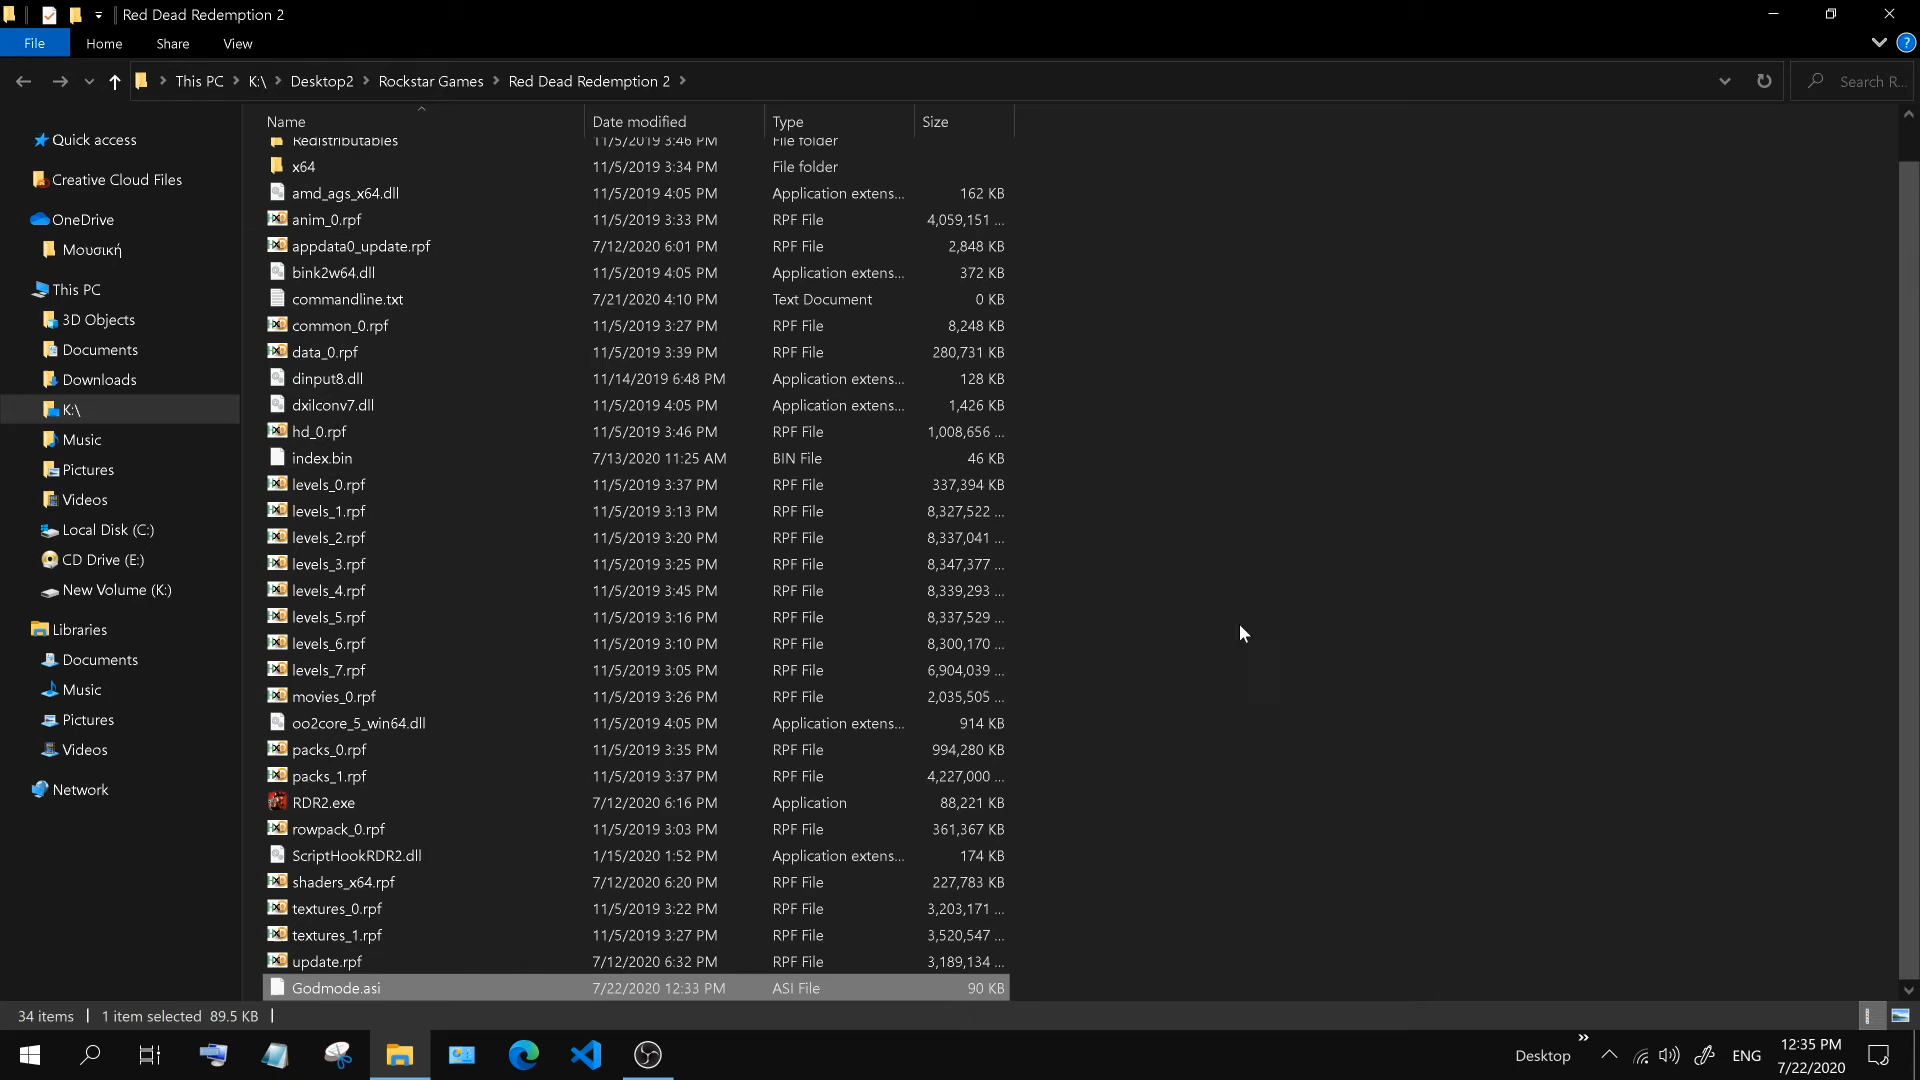 Red Dead Redemption 2
File Home Share View
This PC K:\ Desktop2 Rockstar Games Red Dead Redemption 2
Search R...
Name Date modified Type Size
Quick access
Creative Cloud Files
OneDrive
Μουσική
This PC
3D Objects
Documents
Downloads
K:\
Music
Pictures
Videos
Local Disk (C:)
CD Drive (E:)
New Volume (K:)
Libraries
Documents
Music
Pictures
Videos
Network
Redistributables 11/5/2019 3:46 PM File folder
x64 11/5/2019 3:34 PM File folder
amd_ags_x64.dll 11/5/2019 4:05 PM Application extens... 162 KB
anim_0.rpf 11/5/2019 3:33 PM RPF File 4,059,151 ...
appdata0_update.rpf 7/12/2020 6:01 PM RPF File 2,848 KB
bink2w64.dll 11/5/2019 4:05 PM Application extens... 372 KB
commandline.txt 7/21/2020 4:10 PM Text Document 0 KB
common_0.rpf 11/5/2019 3:27 PM RPF File 8,248 KB
data_0.rpf 11/5/2019 3:39 PM RPF File 280,731 KB
dinput8.dll 11/14/2019 6:48 PM Application extens... 128 KB
dxilconv7.dll 11/5/2019 4:05 PM Application extens... 1,426 KB
hd_0.rpf 11/5/2019 3:46 PM RPF File 1,008,656 ...
index.bin 7/13/2020 11:25 AM BIN File 46 KB
levels_0.rpf 11/5/2019 3:37 PM RPF File 337,394 KB
levels_1.rpf 11/5/2019 3:13 PM RPF File 8,327,522 ...
levels_2.rpf 11/5/2019 3:20 PM RPF File 8,337,041 ...
levels_3.rpf 11/5/2019 3:25 PM RPF File 8,347,377 ...
levels_4.rpf 11/5/2019 3:45 PM RPF File 8,339,293 ...
levels_5.rpf 11/5/2019 3:16 PM RPF File 8,337,529 ...
levels_6.rpf 11/5/2019 3:10 PM RPF File 8,300,170 ...
levels_7.rpf 11/5/2019 3:05 PM RPF File 6,904,039 ...
movies_0.rpf 11/5/2019 3:26 PM RPF File 2,035,505 ...
oo2core_5_win64.dll 11/5/2019 4:05 PM Application extens... 914 KB
packs_0.rpf 11/5/2019 3:35 PM RPF File 994,280 KB
packs_1.rpf 11/5/2019 3:37 PM RPF File 4,227,000 ...
RDR2.exe 7/12/2020 6:16 PM Application 88,221 KB
rowpack_0.rpf 11/5/2019 3:03 PM RPF File 361,367 KB
ScriptHookRDR2.dll 1/15/2020 1:52 PM Application extens... 174 KB
shaders_x64.rpf 7/12/2020 6:20 PM RPF File 227,783 KB
textures_0.rpf 11/5/2019 3:22 PM RPF File 3,203,171 ...
textures_1.rpf 11/5/2019 3:27 PM RPF File 3,520,547 ...
update.rpf 7/12/2020 6:32 PM RPF File 3,189,134 ...
Godmode.asi 7/22/2020 12:33 PM ASI File 90 KB
34 items 1 item selected 89.5 KB
Desktop ENG 12:35 PM
7/22/2020